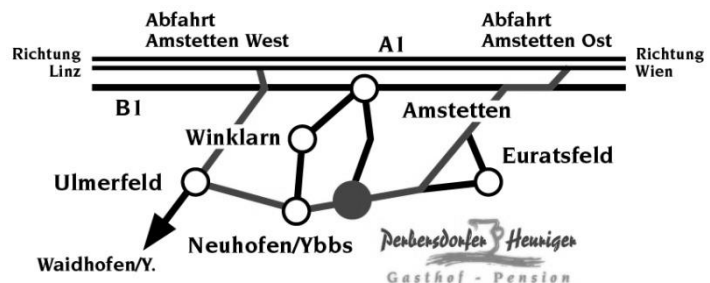 Abfahrt
Amstetten West
A1
Abfahrt
Amstetten Ost
Richtung
Linz
Richtung
Wien
B1
Amstetten
Winklarn
Euratsfeld
Ulmerfeld
Neuhofen/Ybbs
Perbersdorfer Heuriger
Waidhofen/Y.
Gasthof - Pension